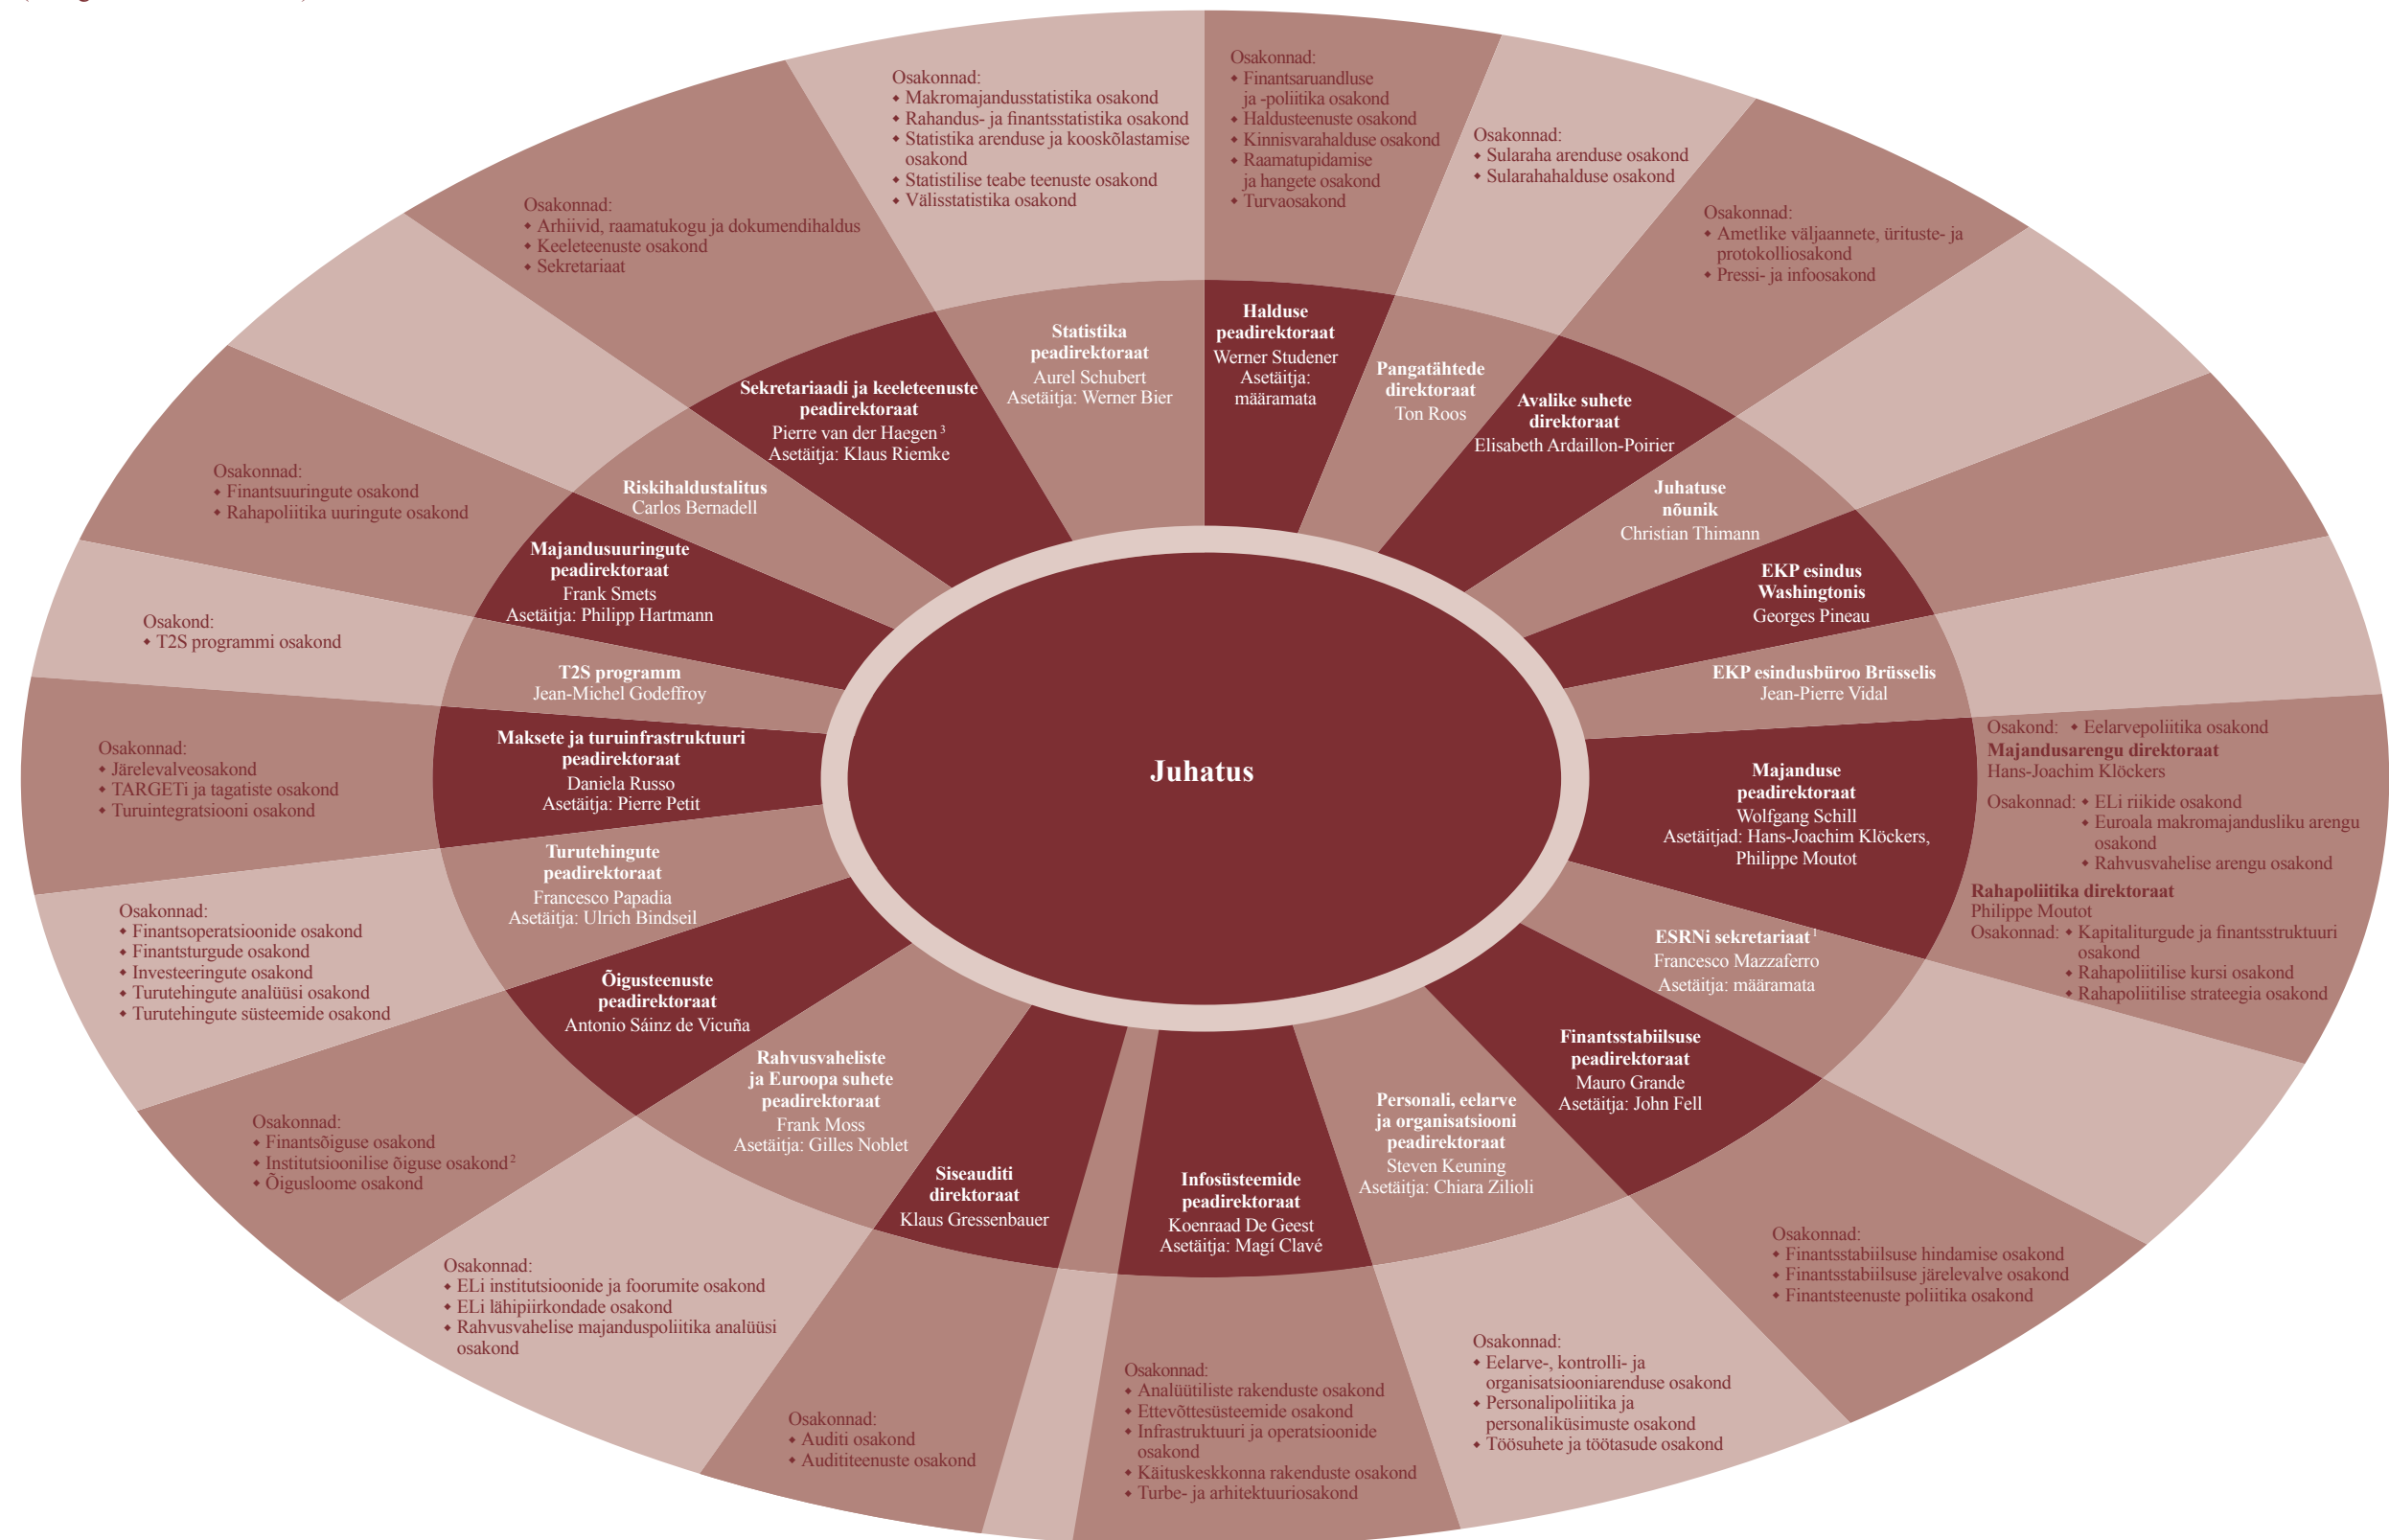 Osakonnad:
◆ Makromajandusstatistika osakond
◆ Rahandus- ja finantsstatistika osakond
◆ Statistika arenduse ja kooskõlastamise
osakond
◆ Statistilise teabe teenuste osakond
◆ Välisstatistika osakond
Osakonnad:
◆ Finantsaruandluse
ja -poliitika osakond
◆ Haldusteenuste osakond
◆ Kinnisvarahalduse osakond
◆ Raamatupidamise
ja hangete osakond
◆ Turvaosakond
Osakonnad:
◆ Sularaha arenduse osakond
◆ Sularahahalduse osakond
Osakonnad:
◆ Ametlike väljaannete, ürituste- ja
protokolliosakond
◆ Pressi- ja infoosakond
Osakonnad:
◆ Arhiivid, raamatukogu ja dokumendihaldus
◆ Keeleteenuste osakond
◆ Sekretariaat
Statistika
peadirektoraat
Aurel Schubert
Asetäitja: Werner Bier
Halduse
peadirektoraat
Werner Studener
Asetäitja:
määramata
Pangatähtede
direktoraat
Ton Roos
Avalike suhete
direktoraat
Elisabeth Ardaillon-Poirier
Sekretariaadi ja keeleteenuste
peadirektoraat
Pierre van der Haegen 3
Asetäitja: Klaus Riemke
Riskihaldustalitus
Carlos Bernadell
Juhatuse
nõunik
Christian Thimann
Osakonnad:
◆ Finantsuuringute osakond
◆ Rahapoliitika uuringute osakond
Majandusuuringute
peadirektoraat
Frank Smets
Asetäitja: Philipp Hartmann
EKP esindus
Washingtonis
Georges Pineau
Osakond:
◆ T2S programmi osakond
T2S programm
Jean-Michel Godeffroy
EKP esindusbüroo Brüsselis
Jean-Pierre Vidal
Osakonnad:
◆ Järelevalveosakond
◆ TARGETi ja tagatiste osakond
◆ Turuintegratsiooni osakond
Maksete ja turuinfrastruktuuri
peadirektoraat
Daniela Russo
Asetäitja: Pierre Petit
Juhatus
Majanduse
peadirektoraat
Wolfgang Schill
Asetäitjad: Hans-Joachim Klöckers,
Philippe Moutot
Osakond: ◆ Eelarvepoliitika osakond
Majandusarengu direktoraat
Hans-Joachim Klöckers
Osakonnad: ◆ ELi riikide osakond
◆ Euroala makromajandusliku arengu
osakond
◆ Rahvusvahelise arengu osakond
Rahapoliitika direktoraat
Philippe Moutot
Osakonnad: ◆ Kapitaliturgude ja finantsstruktuuri
osakond
◆ Rahapoliitilise kursi osakond
◆ Rahapoliitilise strateegia osakond
Turutehingute
peadirektoraat
Francesco Papadia
Asetäitja: Ulrich Bindseil
Osakonnad:
◆ Finantsoperatsioonide osakond
◆ Finantsturgude osakond
◆ Investeeringute osakond
◆ Turutehingute analüüsi osakond
◆ Turutehingute süsteemide osakond
ESRNi sekretariaat 1
Francesco Mazzaferro
Asetäitja: määramata
Õigusteenuste
peadirektoraat
Antonio Sáinz de Vicuña
Osakonnad:
◆ Finantsõiguse osakond
◆ Institutsioonilise õiguse osakond 2
◆ Õigusloome osakond
Finantsstabiilsuse
peadirektoraat
Mauro Grande
Asetäitja: John Fell
Rahvusvaheliste
ja Euroopa suhete
peadirektoraat
Frank Moss
Asetäitja: Gilles Noblet
Personali, eelarve
ja organisatsiooni
peadirektoraat
Steven Keuning
Asetäitja: Chiara Zilioli
Siseauditi
direktoraat
Klaus Gressenbauer
Infosüsteemide
peadirektoraat
Koenraad De Geest
Asetäitja: Magí Clavé
Osakonnad:
◆ Finantsstabiilsuse hindamise osakond
◆ Finantsstabiilsuse järelevalve osakond
◆ Finantsteenuste poliitika osakond
Osakonnad:
◆ ELi institutsioonide ja foorumite osakond
◆ ELi lähipiirkondade osakond
◆ Rahvusvahelise majanduspoliitika analüüsi
osakond
Osakonnad:
◆ Eelarve-, kontrolli- ja
organisatsiooniarenduse osakond
◆ Personalipoliitika ja
personaliküsimuste osakond
◆ Töösuhete ja töötasude osakond
Osakonnad:
◆ Analüütiliste rakenduste osakond
◆ Ettevõttesüsteemide osakond
◆ Infrastruktuuri ja operatsioonide
osakond
◆ Käituskeskkonna rakenduste osakond
◆ Turbe- ja arhitektuuriosakond
Osakonnad:
◆ Auditi osakond
◆ Audititeenuste osakond